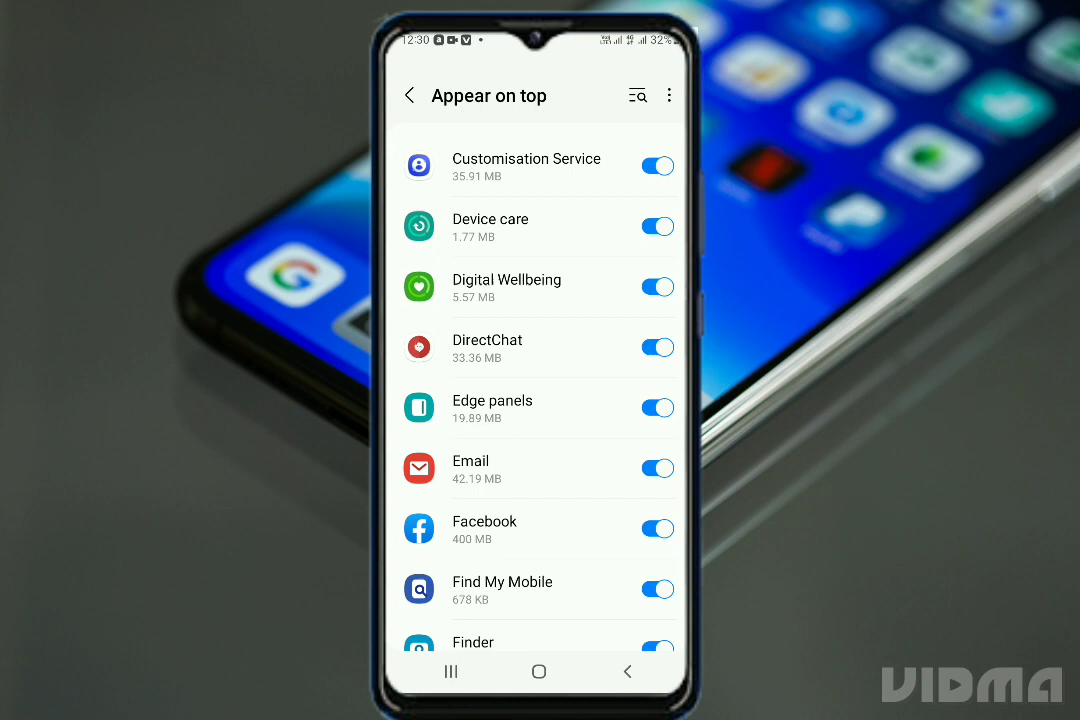 12:30
32%
Appear on top
Customisation Service
35.91 MB
Device care
1.77 MB
Digital Wellbeing
5.57 MB
DirectChat
33.36 MB
Edge panels
19.89 MB
Email
42.19 MB
Facebook
400 MB
Find My Mobile
678 KB
Finder
VIDMA